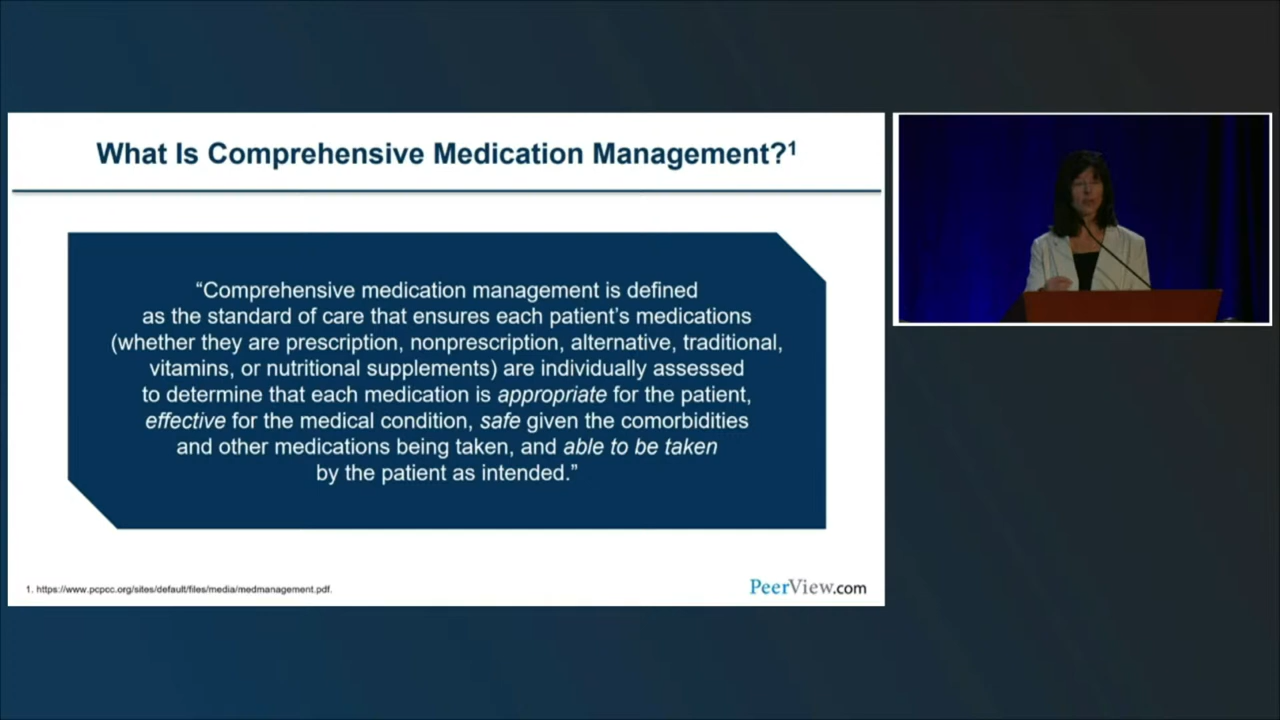 What Is Comprehensive Medication Management?¹
“Comprehensive medication management is defined
as the standard of care that ensures each patient’s medications
(whether they are prescription, nonprescription, alternative, traditional,
vitamins, or nutritional supplements) are individually assessed
to determine that each medication is appropriate for the patient,
effective for the medical condition, safe given the comorbidities
and other medications being taken, and able to be taken
by the patient as intended.”
1. https://www.pcpcc.org/sites/default/files/media/medmanagement.pdf.
PeerView.com